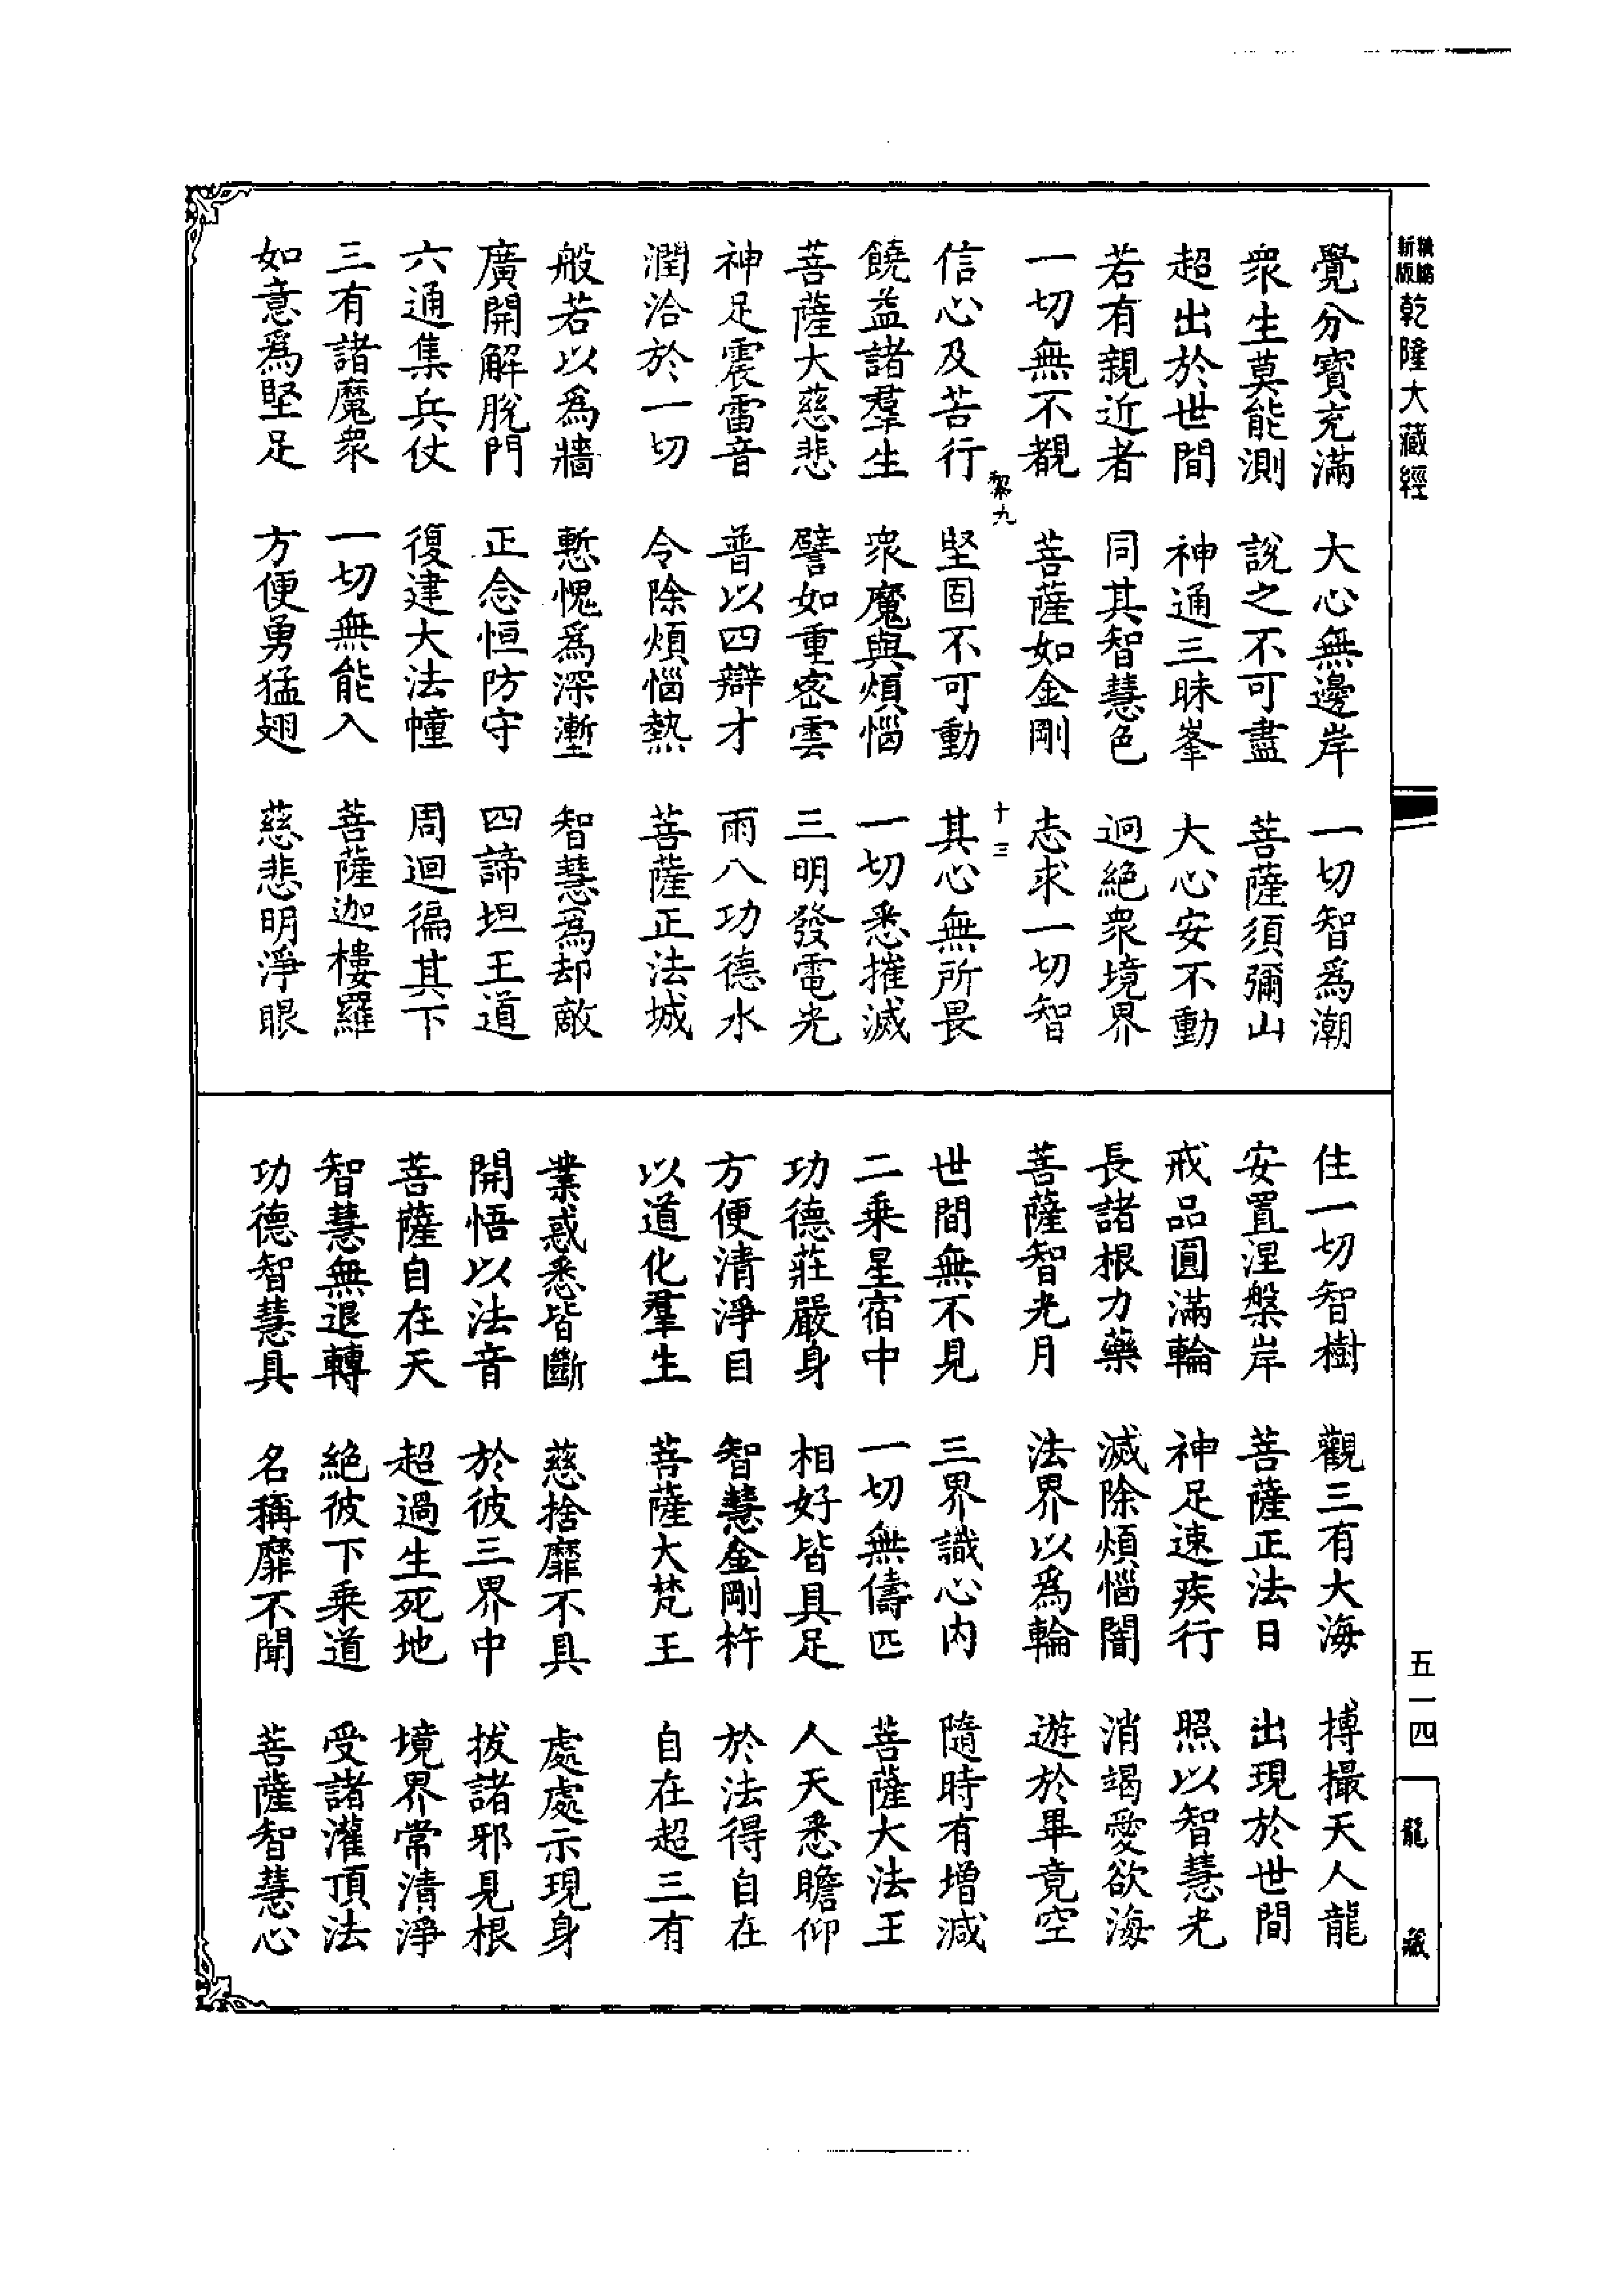 精編新版乾隆大藏經
覺分寶充滿　大心無邊岸　一切智爲潮
衆生莫能測　說之不可盡　菩薩須彌山
超出於世間　神通三昧峯　大心安不動
若有親近者　同其智慧色　迥絕衆境界
一切無不覩　菩薩如金剛　志求一切智
黎九　十三
信心及苦行　堅固不可動　其心無所畏
饒益諸羣生　衆魔與煩惱　一切悉摧滅
菩薩大慈悲　譬如重密雲　三明發電光
神足震雷音　普以四辯才　雨八功德水
潤洽於一切　令除煩惱熱　菩薩正法城
般若以爲牆　慙愧爲深塹　智慧爲却敵
廣開解脫門　正念恒防守　四諦坦王道
六通集兵仗　復建大法幢　周迴徧其下
三有諸魔衆　一切無能入　菩薩迦樓羅
如意爲堅足　方便勇猛翅　慈悲明淨眼
住一切智樹　觀三有大海　搏撮天人龍
安置涅槃岸　菩薩正法日　出現於世間
戒品圓滿輪　神足速疾行　照以智慧光
長諸根力藥　滅除煩惱闇　消竭愛欲海
菩薩智光月　法界以爲輪　遊於畢竟空
世間無不見　三界識心內　隨時有增減
二乗星宿中　一切無儔匹　菩薩大法王
功德莊嚴身　相好皆具足　人天悉瞻仰
方便清淨目　智慧金剛杵　於法得自在
以道化羣生　菩薩大梵王　自在超三有
業惑悉皆斷　慈捨靡不具　處處示現身
開悟以法音　於彼三界中　拔諸邪見根
菩薩自在天　超過生死地　境界常清淨
智慧無退轉　絕彼下乗道　受諸灌頂法
功德智慧具　名稱靡不聞　菩薩智慧心
五一四
龍藏